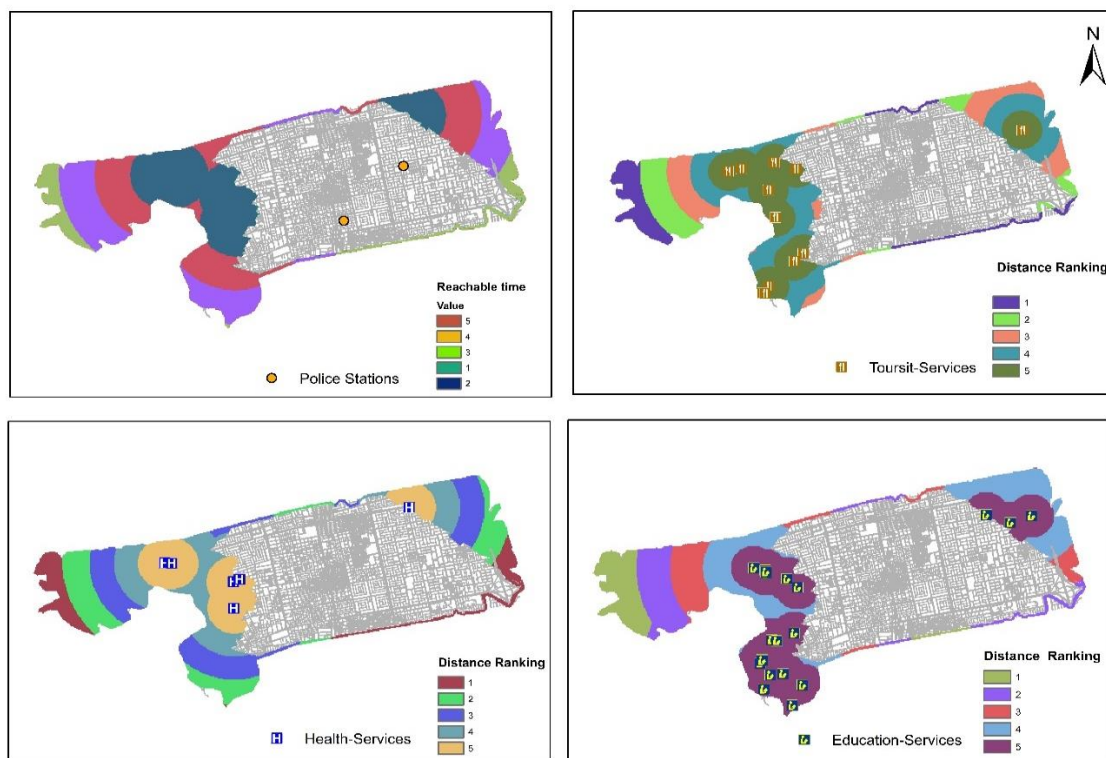 Reachable time
Value
5
4
3
1
2
Police Stations
N
Distance Ranking
1
2
3
4
5
Toursit-Services
Distance Ranking
1
2
3
4
5
H
H
H
H
H
H
Health-Services
Distance Ranking
1
2
3
4
5
Education-Services